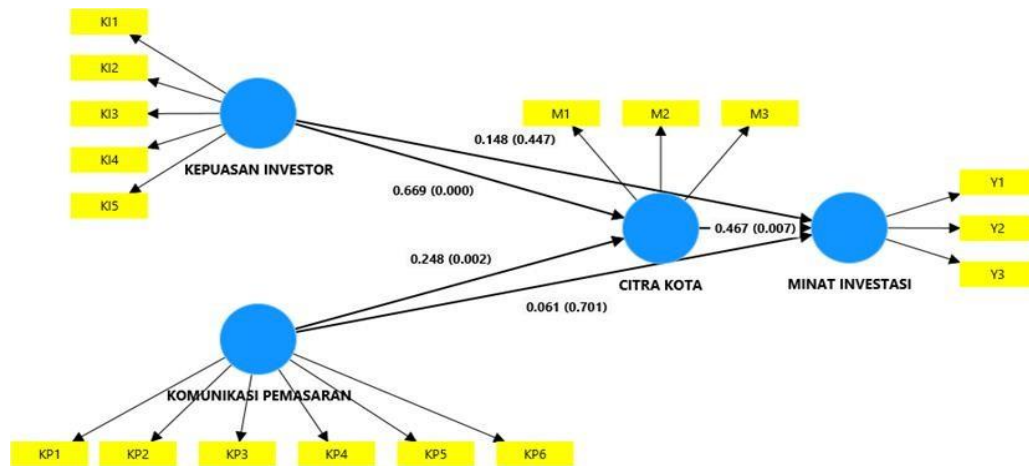 KI1
KI2
KI3
KI4
KI5
KEPUASAN INVESTOR
M1
M2
M3
0.148 (0.447)
0.669 (0.000)
0.467 (0.007)
0.248 (0.002)
0.061 (0.701)
CITRA KOTA
MINAT INVESTASI
Y1
Y2
Y3
KOMUNIKASI PEMASARAN
KP1
KP2
KP3
KP4
KP5
KP6